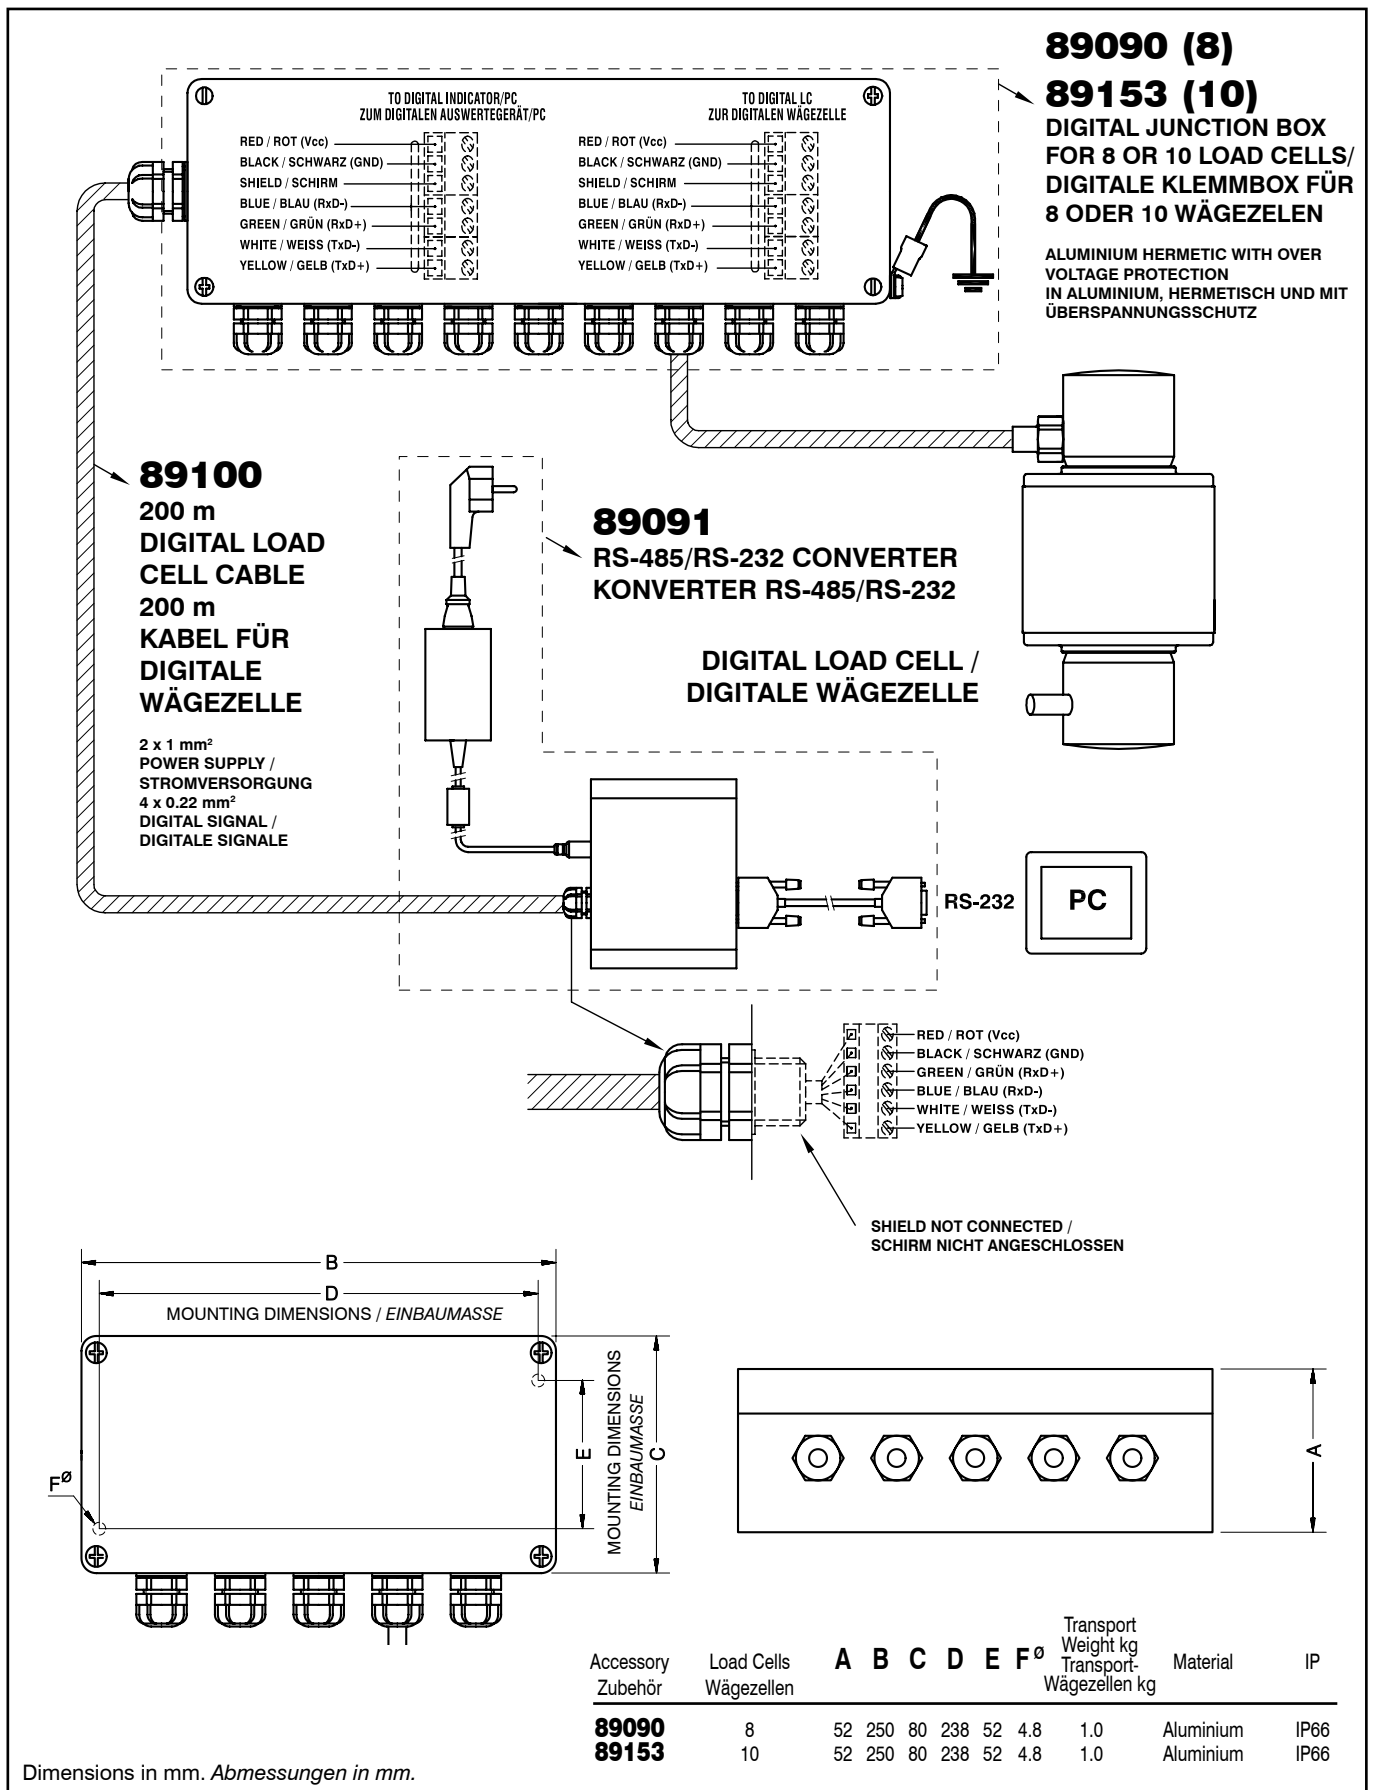 89090 (8)
89153 (10)
DIGITAL JUNCTION BOX
FOR 8 OR 10 LOAD CELLS/
DIGITALE KLEMMBOX FÜR
8 ODER 10 WÄGEZELEN
ALUMINIUM HERMETIC WITH OVER
VOLTAGE PROTECTION
IN ALUMINIUM, HERMETISCH UND MIT
ÜBERSPANNUNGSSCHUTZ
TO DIGITAL INDICATOR/PC
ZUM DIGITALEN AUSWERTEGERÄT/PC
RED / ROT (Vcc)
BLACK / SCHWARZ (GND)
SHIELD / SCHIRM
BLUE / BLAU (RxD-)
GREEN / GRÜN (RxD+)
WHITE / WEISS (TxD-)
YELLOW / GELB (TxD+)
TO DIGITAL LC
ZUR DIGITALEN WÄGEZELLE
RED / ROT (Vcc)
BLACK / SCHWARZ (GND)
SHIELD / SCHIRM
BLUE / BLAU (RxD-)
GREEN / GRÜN (RxD+)
WHITE / WEISS (TxD-)
YELLOW / GELB (TxD+)
89100
200 m
DIGITAL LOAD
CELL CABLE
200 m
KABEL FÜR
DIGITALE
WÄGEZELLE
2 x 1 mm²
POWER SUPPLY /
STROMVERSORGUNG
4 x 0.22 mm²
DIGITAL SIGNAL /
DIGITALE SIGNALE
89091
RS-485/RS-232 CONVERTER
KONVERTER RS-485/RS-232
DIGITAL LOAD CELL /
DIGITALE WÄGEZELLE
RS-232
PC
RED / ROT (Vcc)
BLACK / SCHWARZ (GND)
GREEN / GRÜN (RxD+)
BLUE / BLAU (RxD-)
WHITE / WEISS (TxD-)
YELLOW / GELB (TxD+)
SHIELD NOT CONNECTED /
SCHIRM NICHT ANGESCHLOSSEN
B
D
MOUNTING DIMENSIONS / EINBAUMASSE
E
MOUNTING DIMENSIONS
EINBAUMASSE
C
FØ
A
Accessory Load Cells A B C D E FØ Transport Weight kg Material IP
Zubehör Wägezellen Transport-Wägezellen kg
89090 8 52 250 80 238 52 4.8 1.0 Aluminium IP66
89153 10 52 250 80 238 52 4.8 1.0 Aluminium IP66
Dimensions in mm. Abmessungen in mm.